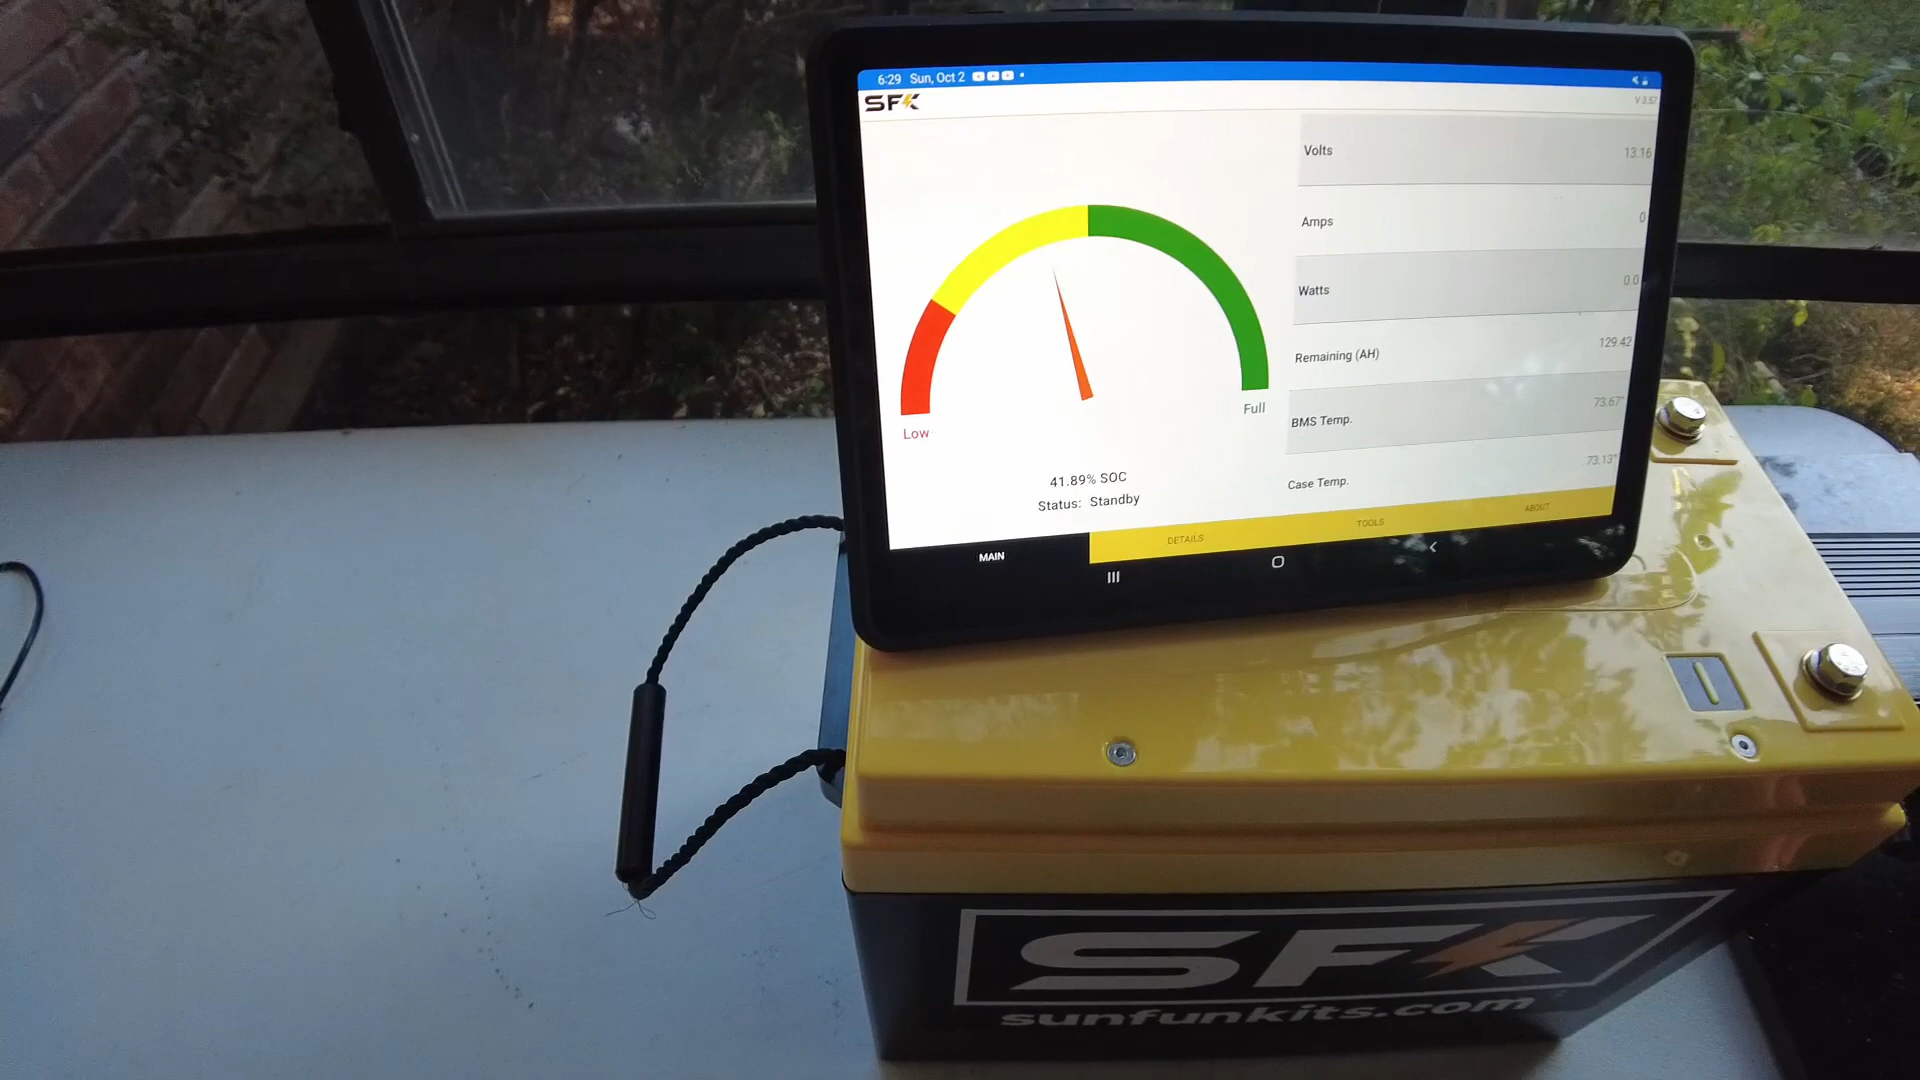 6:29 Sun, Oct 2
SFK
V 3.57
Volts 13.16
Amps 0
Watts 0.0
Remaining (AH) 129.42
BMS Temp. 73.67°
Case Temp. 73.13°
Low
Full
41.89% SOC
Status: Standby
MAIN DETAILS TOOLS ABOUT
SFK
sunfunkits.com